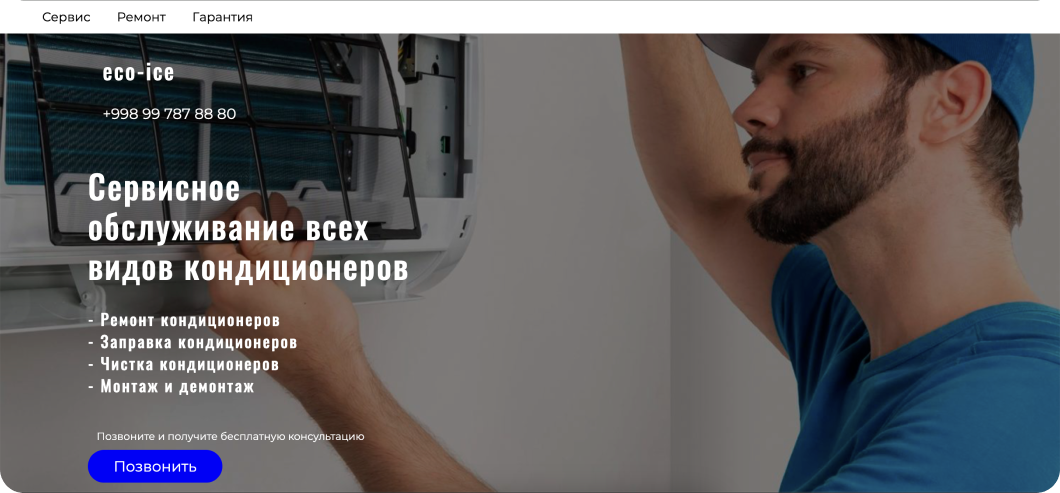 Сервис Ремонт Гарантия
eco-ice
+998 99 787 88 80
Сервисное
обслуживание всех
видов кондиционеров
- Ремонт кондиционеров
- Заправка кондиционеров
- Чистка кондиционеров
- Монтаж и демонтаж
Позвоните и получите бесплатную консультацию
Позвонить